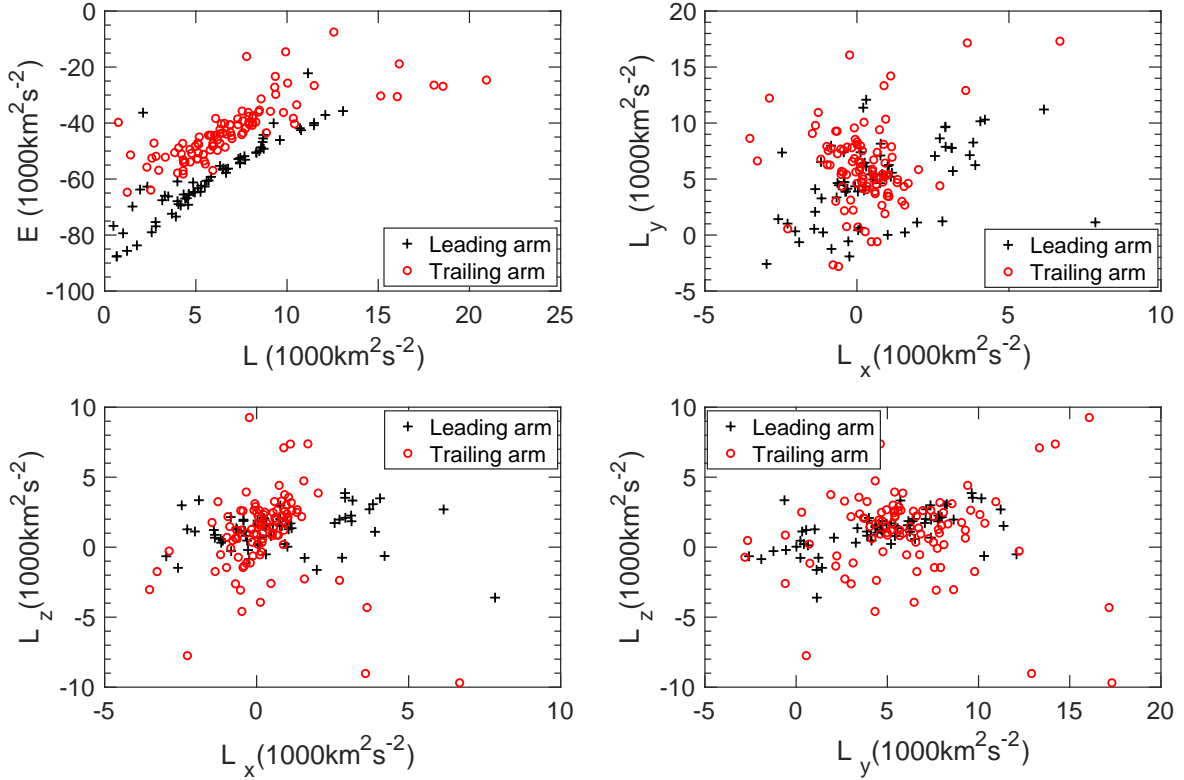 0
-20
-40
-60
-80
-100
E (1000km²s⁻²)
0 5 10 15 20 25
L (1000km²s⁻²)
+ Leading arm
○ Trailing arm
20
15
10
5
0
-5
L_y(1000km²s⁻²)
-5 0 5 10
L_x(1000km²s⁻²)
+ Leading arm
○ Trailing arm
10
5
0
-5
-10
L_z(1000km²s⁻²)
-5 0 5 10
L_x(1000km²s⁻²)
+ Leading arm
○ Trailing arm
10
5
0
-5
-10
L_z(1000km²s⁻²)
0 5 10 15 20
L_y(1000km²s⁻²)
+ Leading arm
○ Trailing arm